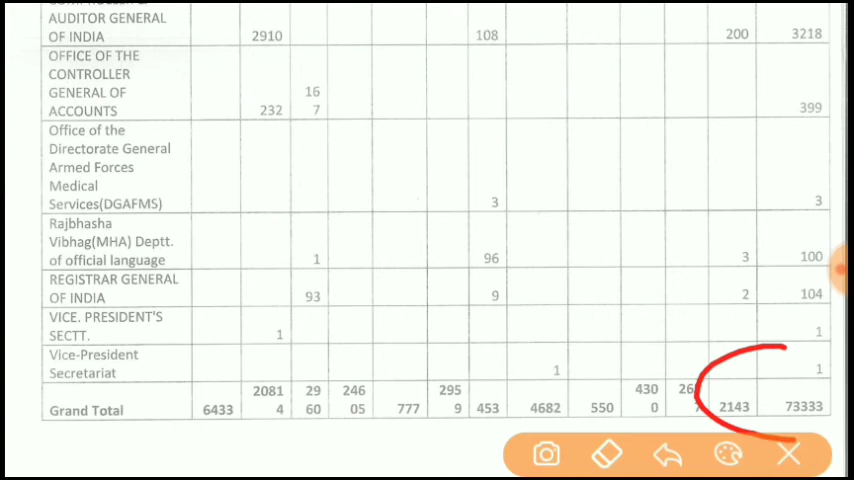 AUDITOR GENERAL
OF INDIA 2910 108 200 3218
OFFICE OF THE
CONTROLLER
GENERAL OF 16
ACCOUNTS 232 7 399
Office of the
Directorate General
Armed Forces
Medical
Services(DGAFMS) 3 3
Rajbhasha
Vibhag(MHA) Deptt.
of official language 1 96 3 100
REGISTRAR GENERAL
OF INDIA 93 9 2 104
VICE. PRESIDENT'S
SECTT. 1 1
Vice-President
Secretariat 1 1
2081 29 246 295 430
Grand Total 6433 4 60 05 777 9 453 4682 550 0 2143 73333